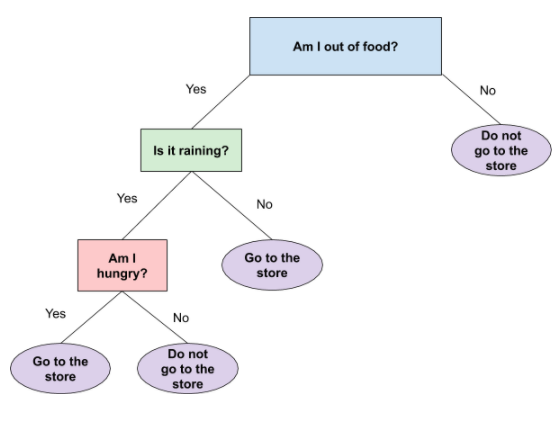 Am I out of food?
Yes
No
Is it raining?
Do not
go to the
store
Yes
No
Am I
hungry?
Go to the
store
Yes
No
Go to the
store
Do not
go to the
store